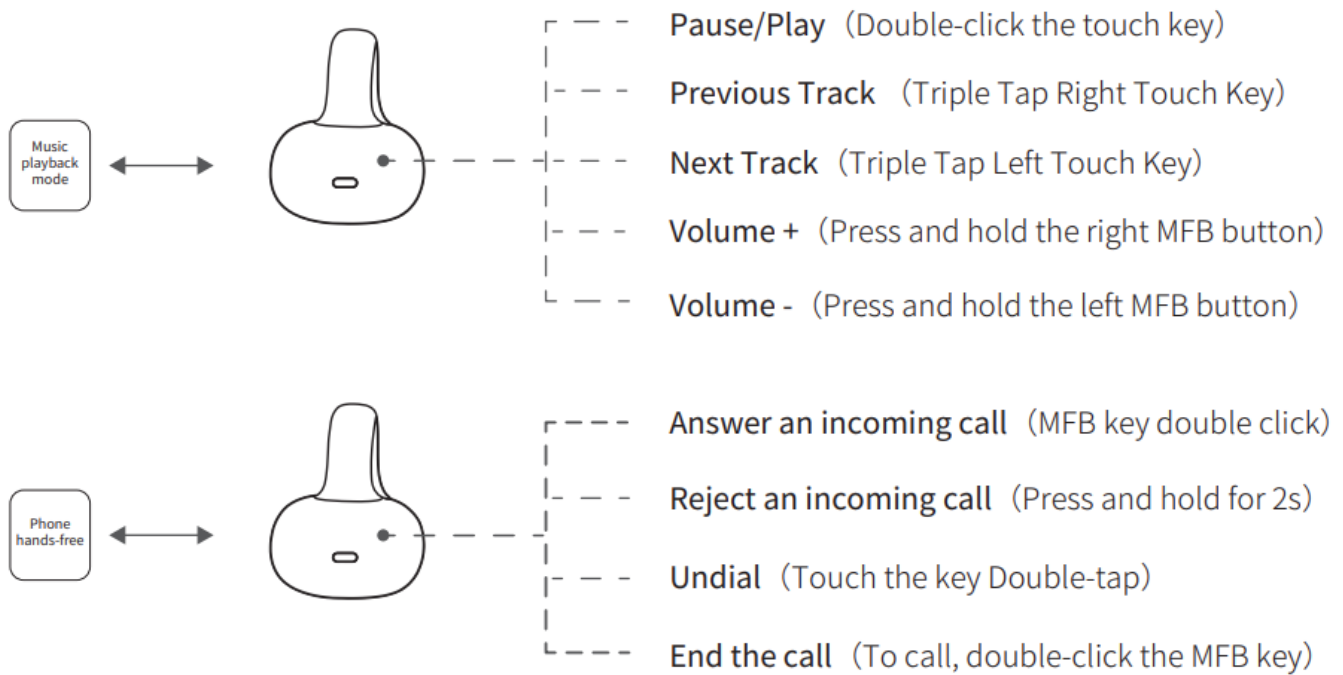 Pause/Play（Double-click the touch key）
Previous Track （Triple Tap Right Touch Key）
Music
playback
mode
Next Track（Triple Tap Left Touch Key）
Volume +（Press and hold the right MFB button）
Volume -（Press and hold the left MFB button）
Answer an incoming call（MFB key double click）
Reject an incoming call（Press and hold for 2s）
Phone
hands-free
Undial（Touch the key Double-tap）
End the call（To call, double-click the MFB key）